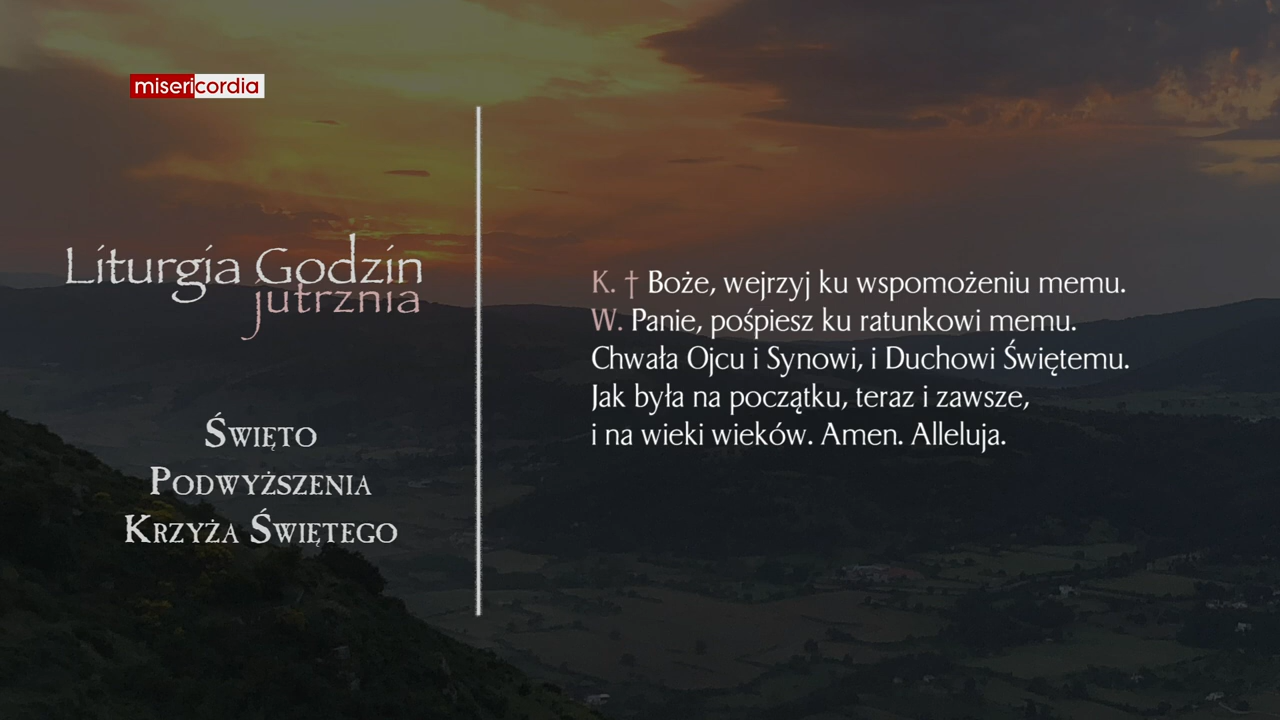 misericordia
Liturgia Godzin
jutrznia
Święto
Podwyższenia
Krzyża Świętego
K. † Boże, wejrzyj ku wspomożeniu memu.
W. Panie, pośpiesz ku ratunkowi memu.
Chwała Ojcu i Synowi, i Duchowi Świętemu.
Jak była na początku, teraz i zawsze,
i na wieki wieków. Amen. Alleluja.